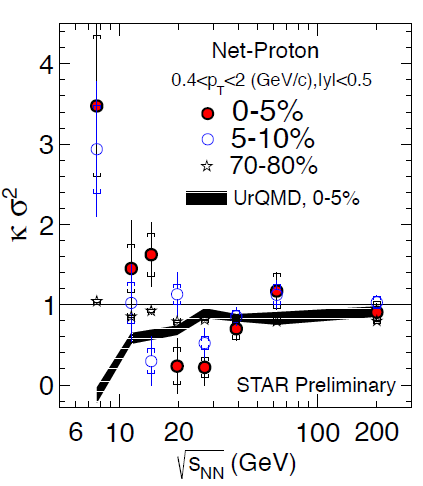 Net-Proton
0.4<p_T<2 (GeV/c),|y|<0.5
0-5%
5-10%
70-80%
UrQMD, 0-5%
κ σ²
4
3
2
1
0
STAR Preliminary
6 10 20 100 200
√s_NN (GeV)